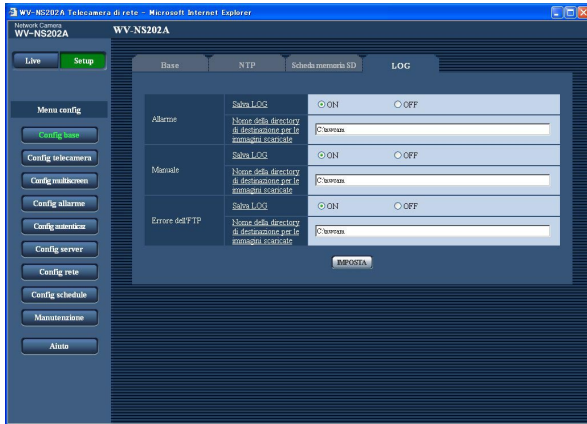 WV-NS202A Telecamera di rete - Microsoft Internet Explorer
Network Camera
WV-NS202A
WV-NS202A
Live
Setup
Base
NTP
Scheda memoria SD
LOG
Menu config
Config base
Config telecamera
Config multiscreen
Config allarme
Config autenticaz
Config server
Config rete
Config schedule
Manutenzione
Aiuto
Allarme
Salva LOG
ON
OFF
Nome della directory
di destinazione per le
immagini scaricate
C:\nwcam
Manuale
Salva LOG
ON
OFF
Nome della directory
di destinazione per le
immagini scaricate
C:\nwcam
Errore dell'FTP
Salva LOG
ON
OFF
Nome della directory
di destinazione per le
immagini scaricate
C:\nwcam
IMPOSTA